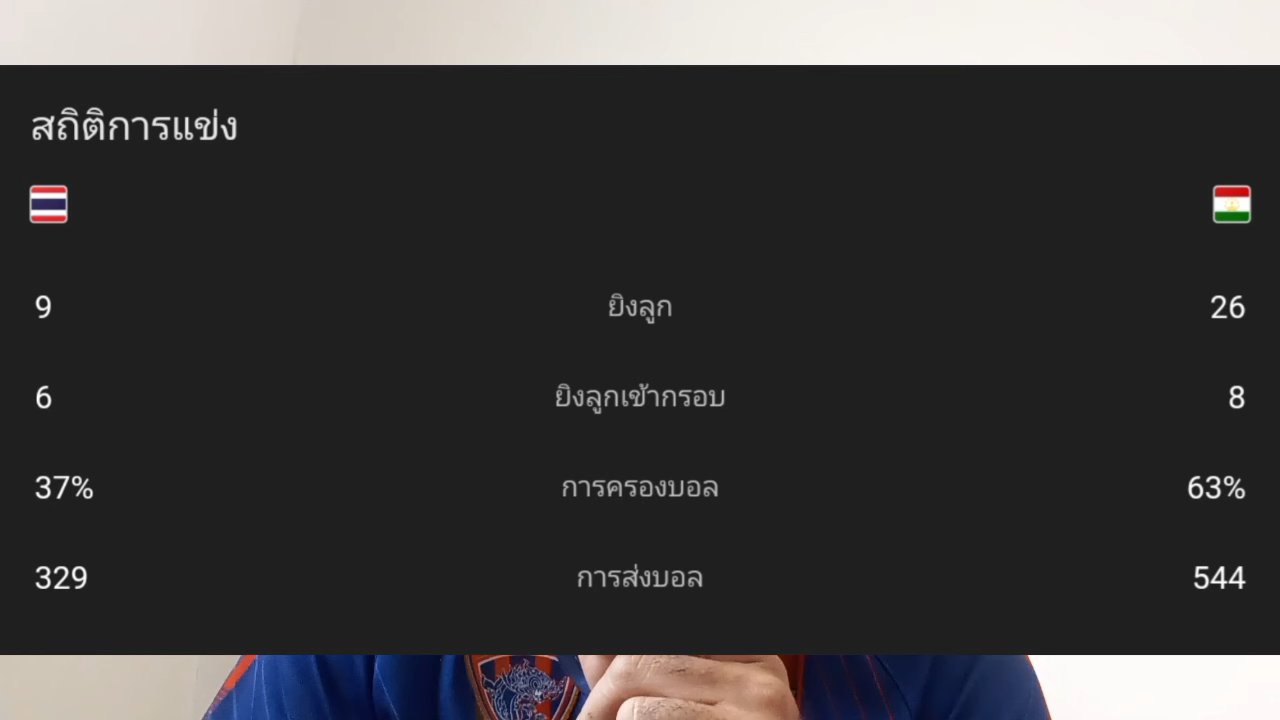 สถิติการแข่ง
9 ยิงลูก 26
6 ยิงลูกเข้ากรอบ 8
37% การครองบอล 63%
329 การส่งบอล 544